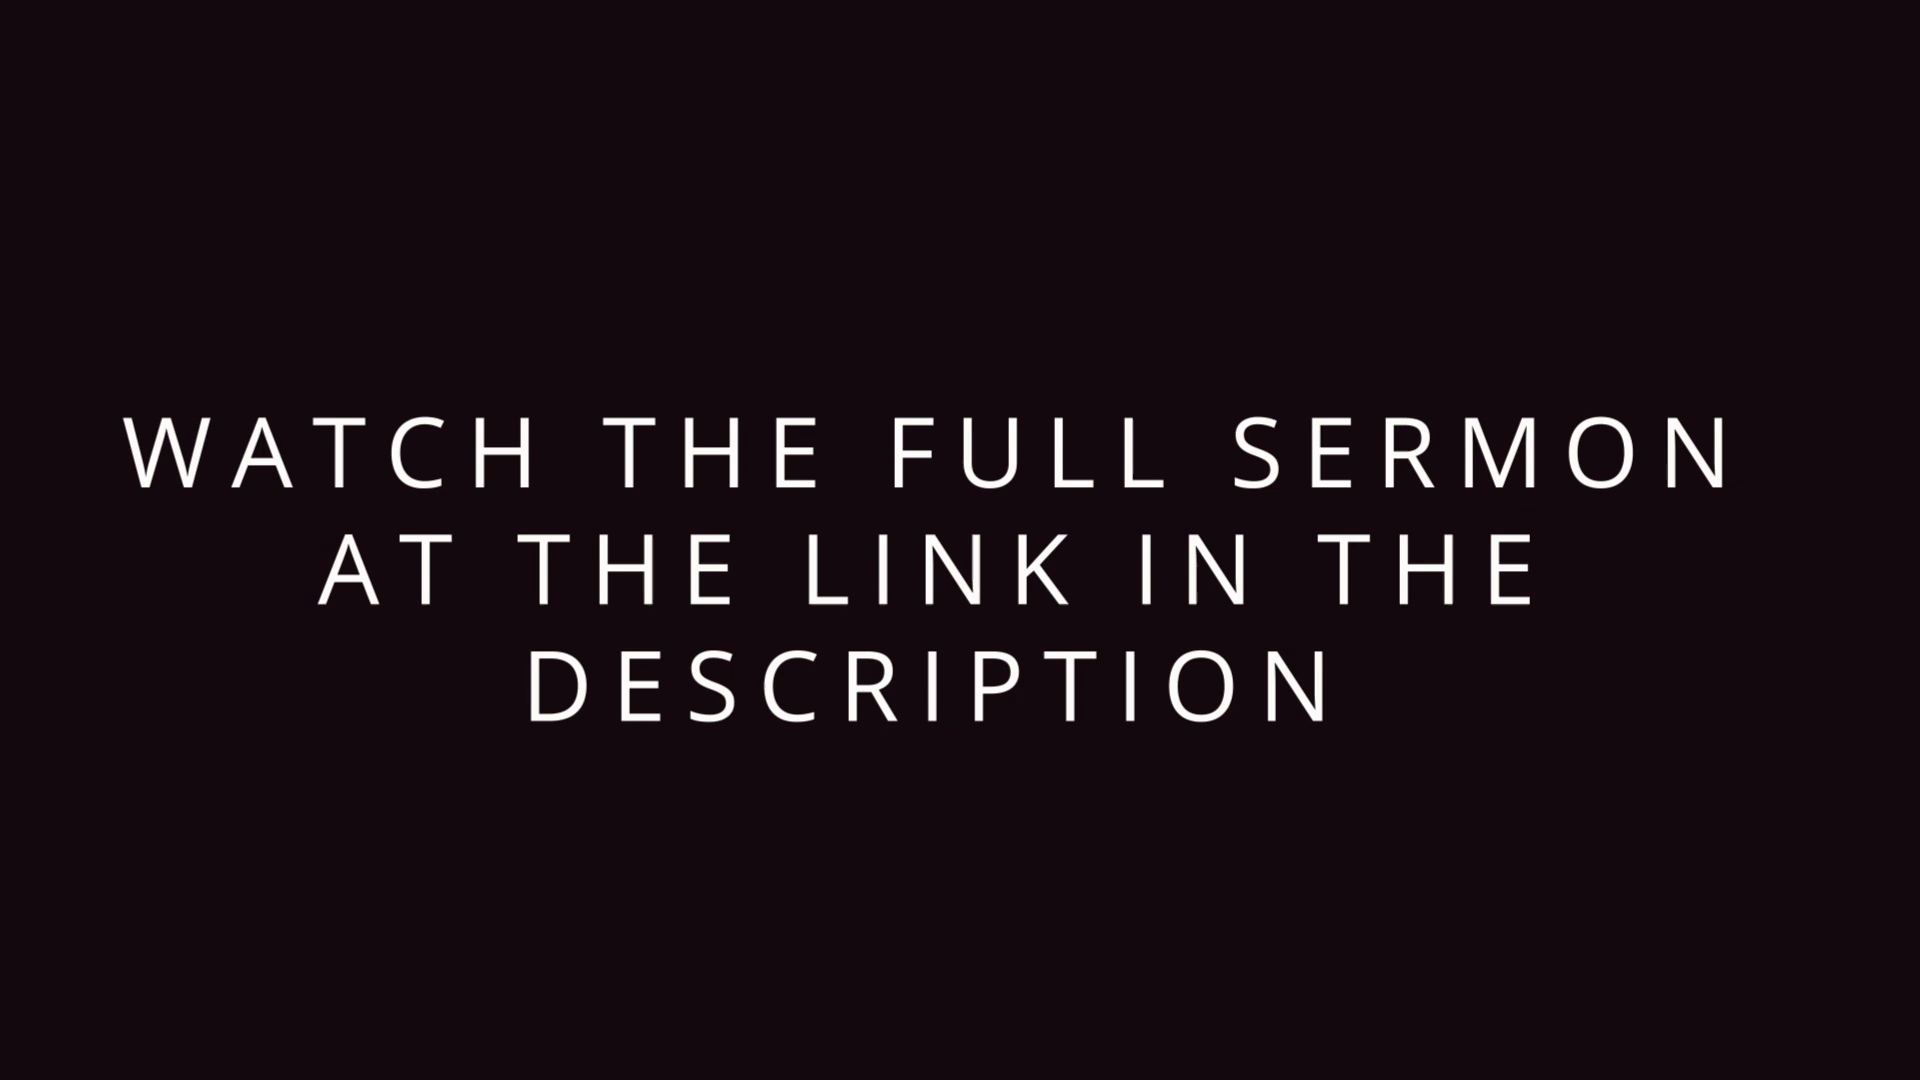 WATCH THE FULL SERMON
AT THE LINK IN THE
DESCRIPTION